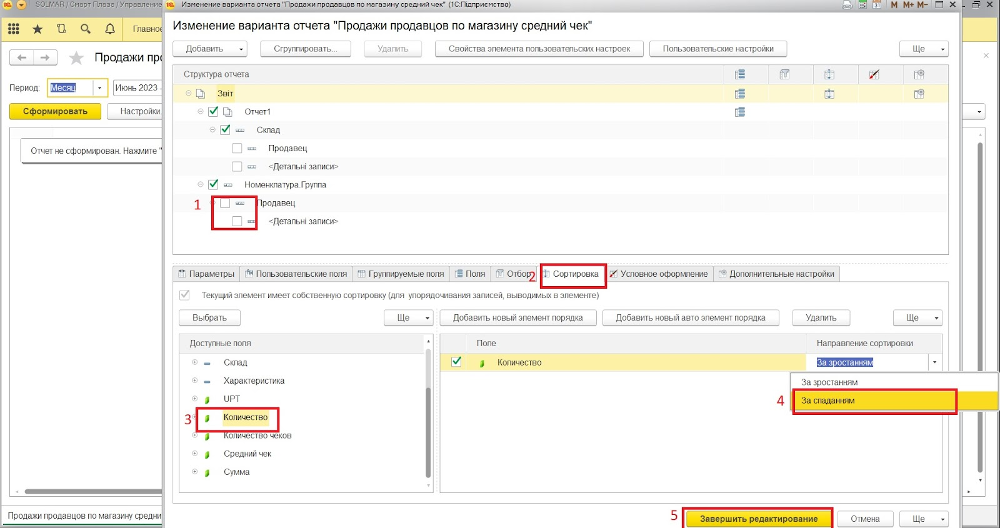 SOLMAR / Смарт Плаза / Управление
Изменение варианта отчета "Продажи продавцов по магазину средний чек" (1С:Підприємство)
31 M M+ M-
Главное
Изменение варианта отчета "Продажи продавцов по магазину средний чек"
Добавить
Сгруппировать...
Удалить
Свойства элемента пользовательских настроек
Пользовательские настройки
Ще
Продажи пр
Период:
Месяц
Июнь 2023 -
Сформировать
Настройки.
Отчет не сформирован. Нажмите "
Структура отчета
Звіт
Отчет1
Склад
Продавец
<Детальні записи>
Номенклатура.Группа
1
Продавец
<Детальні записи>
Параметры
Пользовательские поля
Группируемые поля
Поля
Отбор
2
Сортировка
Условное оформление
Дополнительные настройки
Текущий элемент имеет собственную сортировку (для упорядочивания записей, выводимых в элементе)
Выбрать
Ще
Добавить новый элемент порядка
Добавить новый авто элемент порядка
Удалить
Ще
Доступные поля
Склад
Характеристика
UPT
3
Количество
Количество чеков
Средний чек
Сумма
Поле
Направление сортировки
Количество
За зростанням
За зростанням
4
За спаданням
5
Завершить редактирование
Отмена
Ще
Продажи продавцов по магазину средни